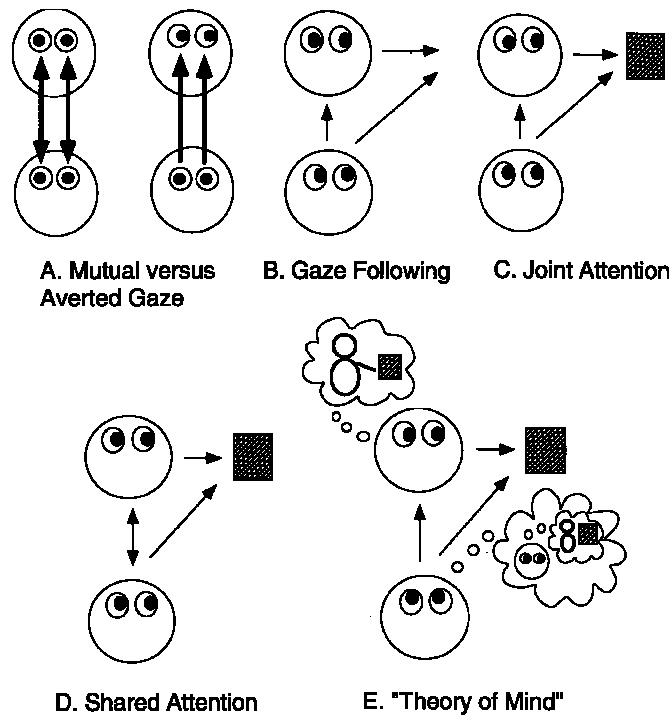 A. Mutual versus
Averted Gaze
B. Gaze Following
C. Joint Attention
D. Shared Attention
E. "Theory of Mind"